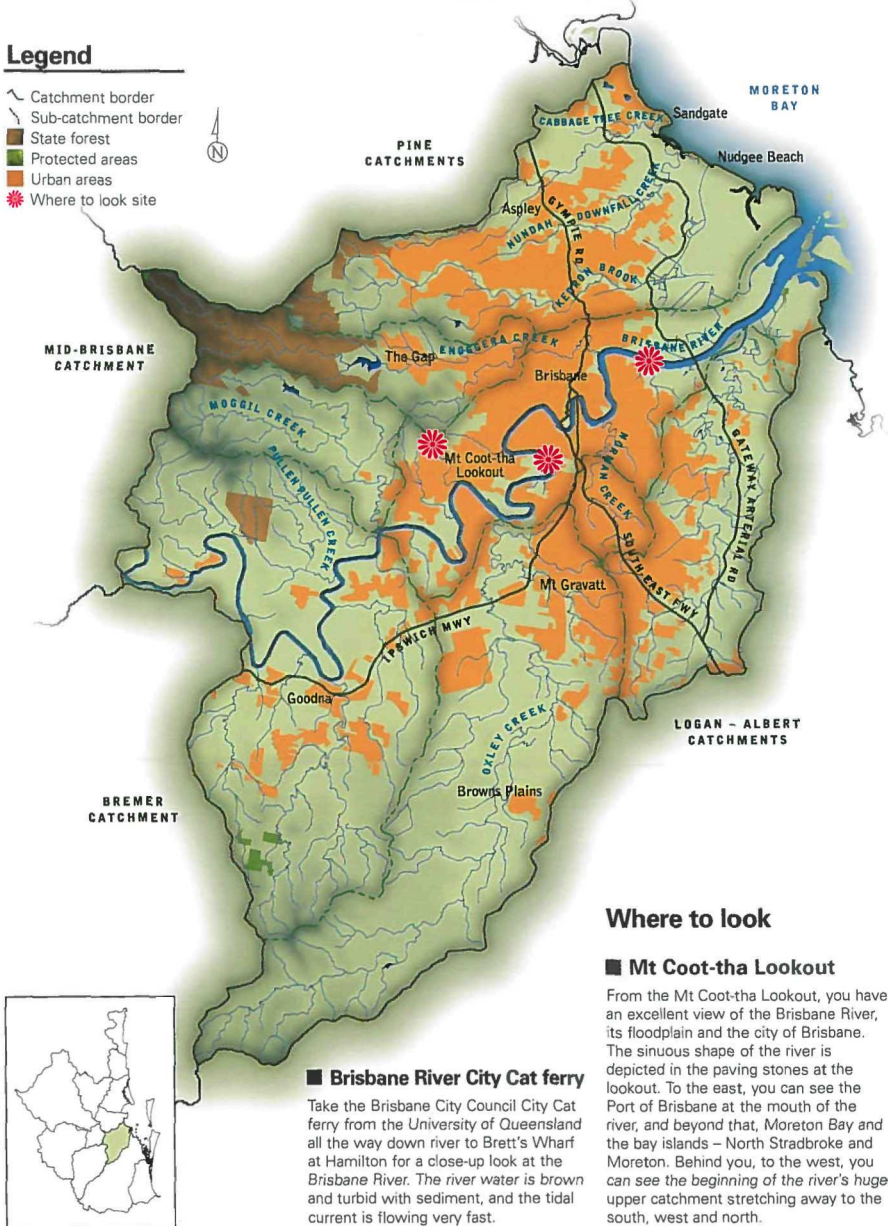 Legend
Catchment border
Sub-catchment border
State forest
Protected areas
Urban areas
Where to look site
N
MORETON
BAY
PINE
CATCHMENTS
CABBAGE TREE CREEK
Sandgate
Nudgee Beach
Aspley
GYMPIE RD
NUNDAH DOWNFALL CREEK
KEDRON BROOK
MID-BRISBANE
CATCHMENT
The Gap
ENOGGERA CREEK
BRISBANE RIVER
Brisbane
MOGGIL CREEK
PULLEN PULLEN CREEK
Mt Coot-tha
Lookout
NORMAN CREEK
GATEWAY ARTERIAL RD
SOUTH EAST FWY
Mt Gravatt
IPSWICH MWY
Goodna
OXLEY CREEK
LOGAN – ALBERT
CATCHMENTS
BREMER
CATCHMENT
Browns Plains
Brisbane River City Cat ferry
Take the Brisbane City Council City Cat
ferry from the University of Queensland
all the way down river to Brett's Wharf
at Hamilton for a close-up look at the
Brisbane River. The river water is brown
and turbid with sediment, and the tidal
current is flowing very fast.
Where to look
Mt Coot-tha Lookout
From the Mt Coot-tha Lookout, you have
an excellent view of the Brisbane River,
its floodplain and the city of Brisbane.
The sinuous shape of the river is
depicted in the paving stones at the
lookout. To the east, you can see the
Port of Brisbane at the mouth of the
river, and beyond that, Moreton Bay and
the bay islands – North Stradbroke and
Moreton. Behind you, to the west, you
can see the beginning of the river's huge
upper catchment stretching away to the
south, west and north.